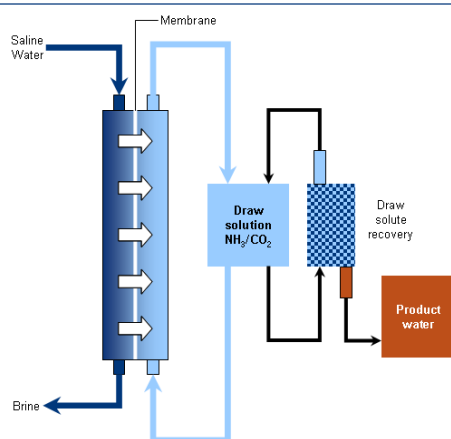 Membrane
Saline
Water
Draw
solution
NH₃/CO₂
Draw
solute
recovery
Product
water
Brine